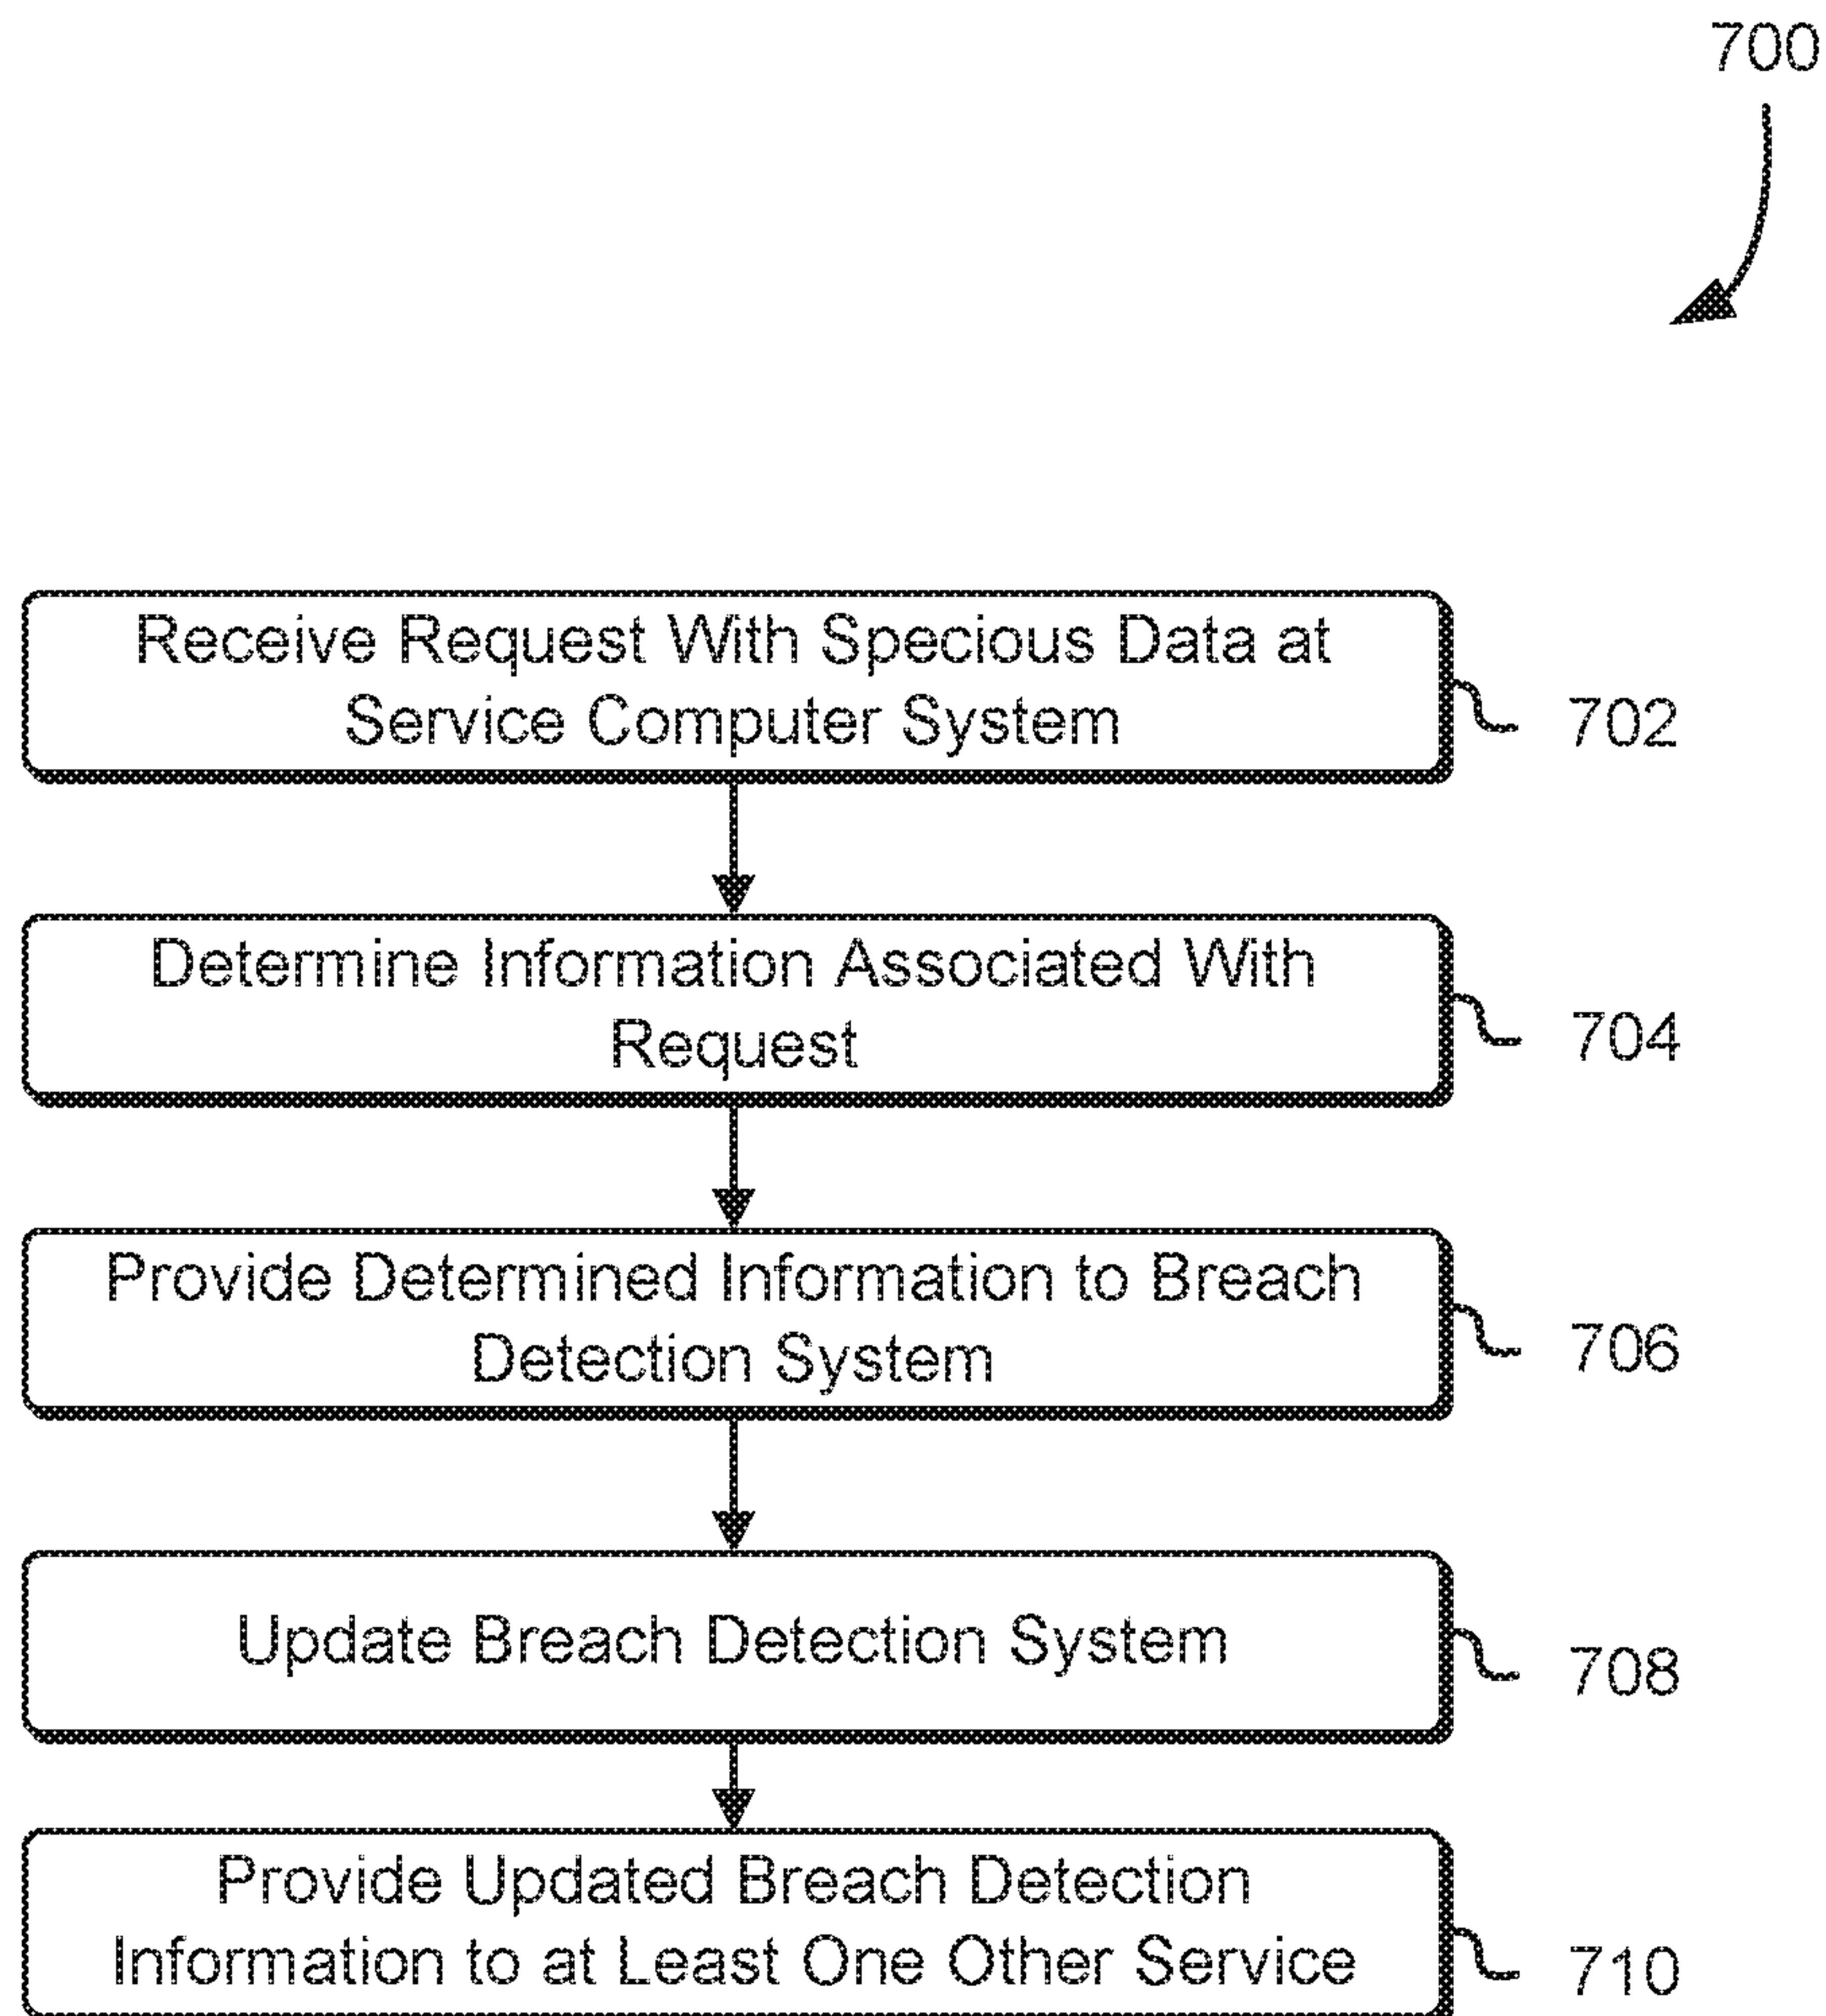 700
Receive Request With Specious Data at
Service Computer System
702
Determine Information Associated With
Request
704
Provide Determined Information to Breach
Detection System
706
Update Breach Detection System
708
Provide Updated Breach Detection
Information to at Least One Other Service
710